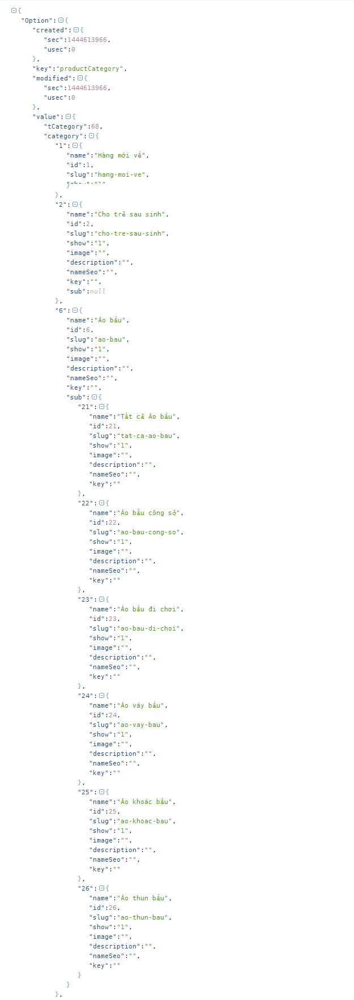 {
"Option":{
"created":{
"sec":1444613966,
"usec":0
},
"key":"productCategory",
"modified":{
"sec":1444613966,
"usec":0
},
"value":{
"tCategory":68,
"category":{
"1":{
"name":"Hàng mới về",
"id":1,
"slug":"hang-moi-ve",
}
},
"2":{
"name":"Cho trẻ sau sinh",
"id":2,
"slug":"cho-tre-sau-sinh",
"show":"1",
"image":"",
"description":"",
"nameSeo":"",
"key":"",
"sub":null
},
"6":{
"name":"Áo bầu",
"id":6,
"slug":"ao-bau",
"show":"1",
"image":"",
"description":"",
"nameSeo":"",
"key":"",
"sub":{
"21":{
"name":"Tất cả Áo bầu",
"id":21,
"slug":"tat-ca-ao-bau",
"show":"1",
"image":"",
"description":"",
"nameSeo":"",
"key":""
},
"22":{
"name":"Áo bầu công sở",
"id":22,
"slug":"ao-bau-cong-so",
"show":"1",
"image":"",
"description":"",
"nameSeo":"",
"key":""
},
"23":{
"name":"Áo bầu đi chơi",
"id":23,
"slug":"ao-bau-di-choi",
"show":"1",
"image":"",
"description":"",
"nameSeo":"",
"key":""
},
"24":{
"name":"Áo váy bầu",
"id":24,
"slug":"ao-vay-bau",
"show":"1",
"image":"",
"description":"",
"nameSeo":"",
"key":""
},
"25":{
"name":"Áo khoác bầu",
"id":25,
"slug":"ao-khoac-bau",
"show":"1",
"image":"",
"description":"",
"nameSeo":"",
"key":""
},
"26":{
"name":"Áo thun bầu",
"id":26,
"slug":"ao-thun-bau",
"show":"1",
"image":"",
"description":"",
"nameSeo":"",
"key":""
}
}
},